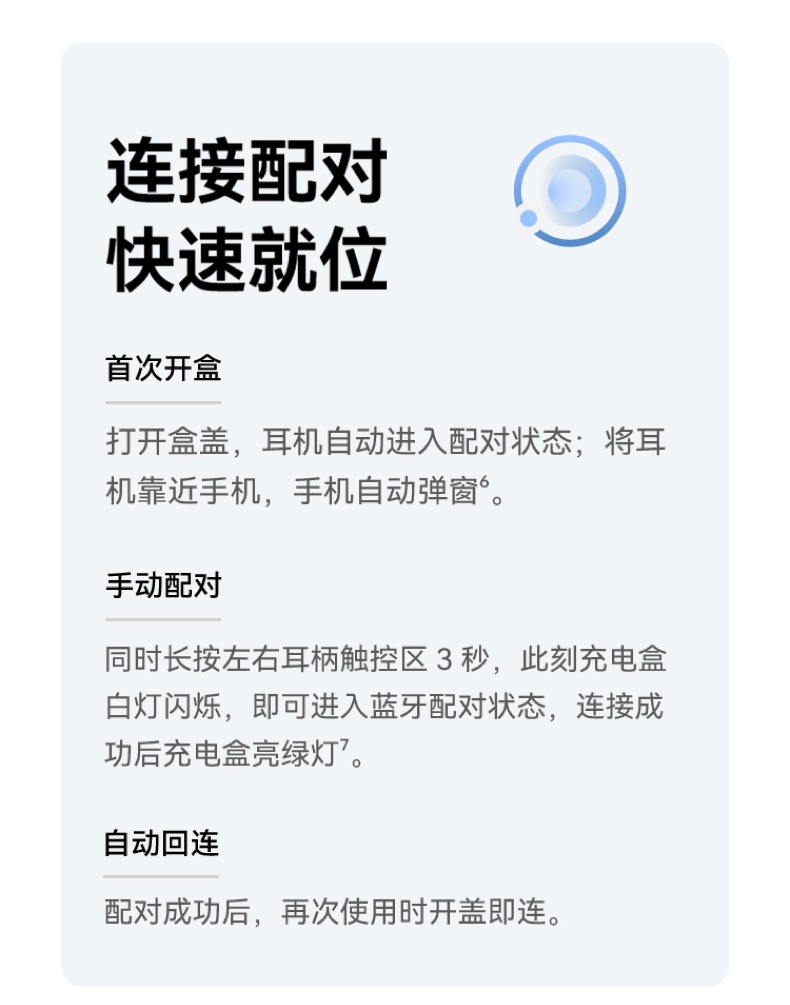 连接配对
快速就位
首次开盒
打开盒盖，耳机自动进入配对状态；将耳
机靠近手机，手机自动弹窗⁶。
手动配对
同时长按左右耳柄触控区 3 秒，此刻充电盒
白灯闪烁，即可进入蓝牙配对状态，连接成
功后充电盒亮绿灯⁷。
自动回连
配对成功后，再次使用时开盖即连。